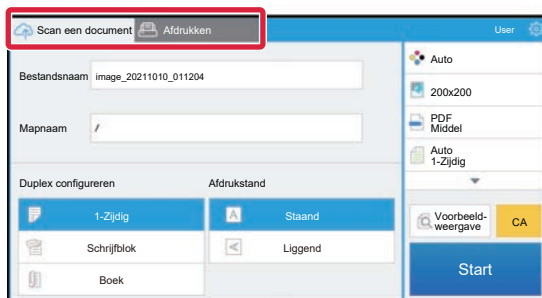 Scan een document Afdrukken User
Bestandsnaam image_20211010_011204
Mapnaam /
Duplex configureren Afdrukstand
1-Zijdig Staand
Schrijfblok Liggend
Boek
Auto
200x200
PDF
Middel
Auto
1-Zijdig
Voorbeeld-
weergave
CA
Start